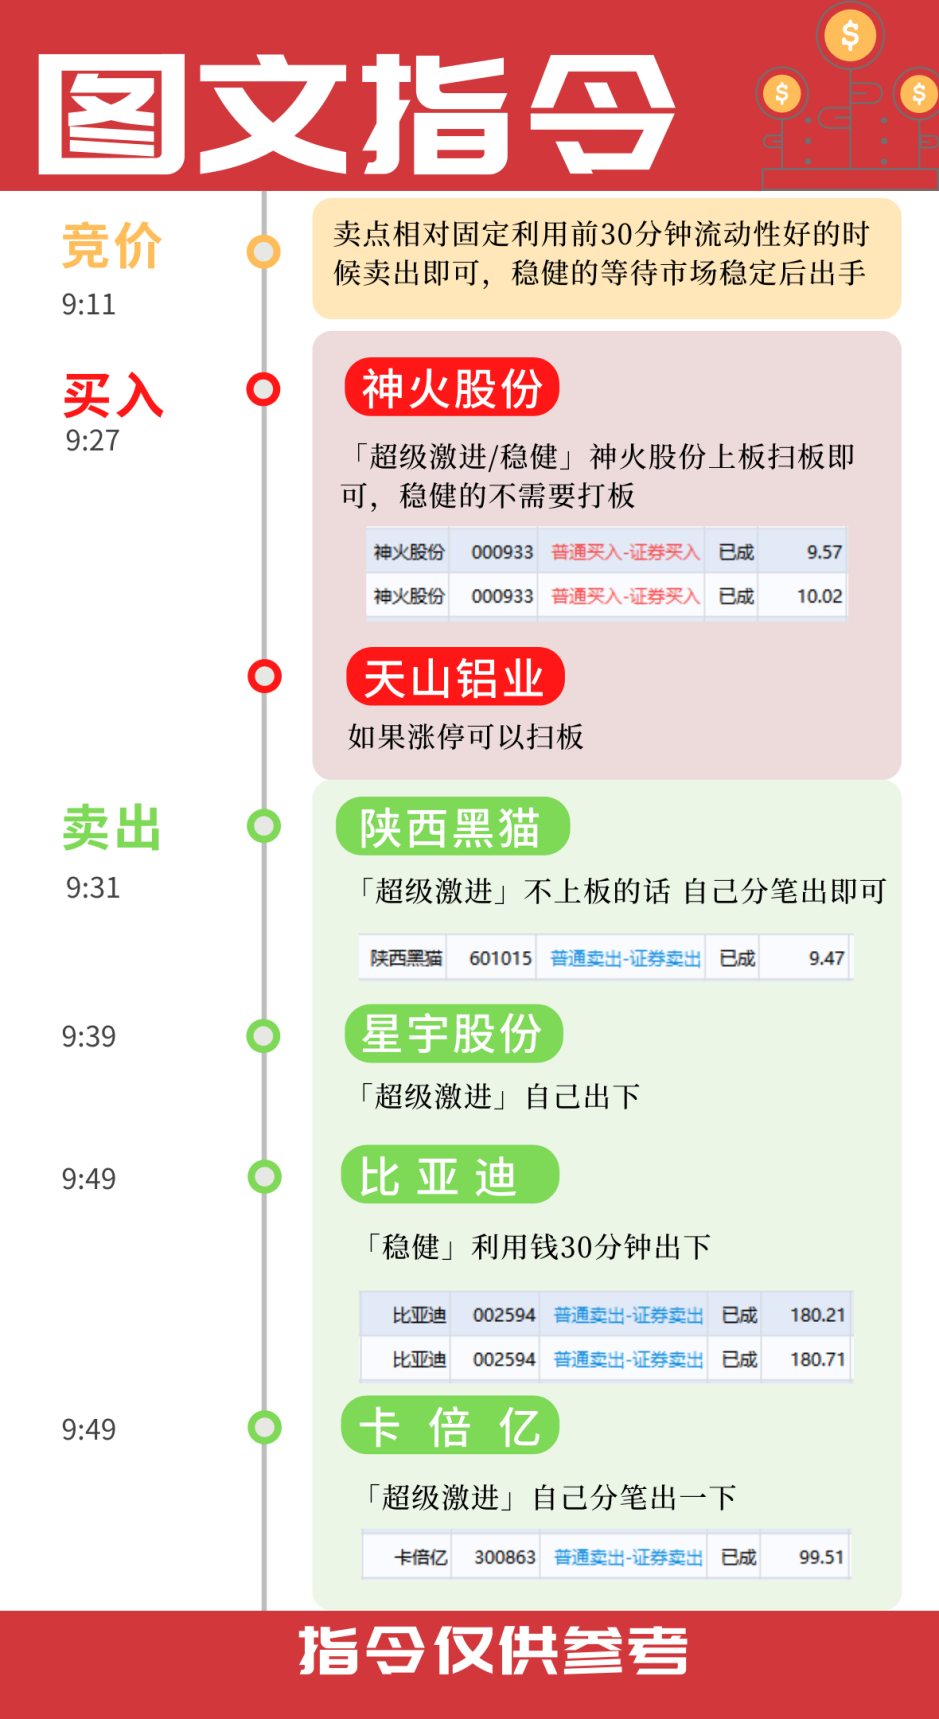 图文指令
竞价
9:11
卖点相对固定利用前30分钟流动性好的时
候卖出即可，稳健的等待市场稳定后出手
买入
9:27
神火股份
「超级激进/稳健」神火股份上板扫板即
可，稳健的不需要打板
神火股份 000933 普通买入-证券买入 已成 9.57
神火股份 000933 普通买入-证券买入 已成 10.02
天山铝业
如果涨停可以扫板
卖出
9:31
陕西黑猫
「超级激进」不上板的话 自己分笔出即可
陕西黑猫 601015 普通卖出-证券卖出 已成 9.47
9:39
星宇股份
「超级激进」自己出下
9:49
比亚迪
「稳健」利用钱30分钟出下
比亚迪 002594 普通卖出-证券卖出 已成 180.21
比亚迪 002594 普通卖出-证券卖出 已成 180.71
9:49
卡倍亿
「超级激进」自己分笔出一下
卡倍亿 300863 普通卖出-证券卖出 已成 99.51
指令仅供参考